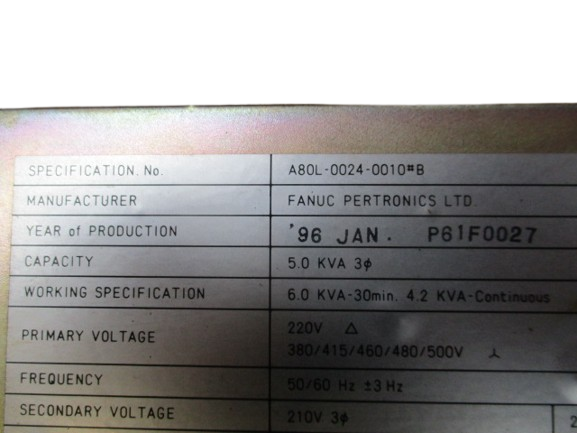 SPECIFICATION. No. A80L-0024-0010#B
MANUFACTURER FANUC PERTRONICS LTD.
YEAR of PRODUCTION '96 JAN. P61F0027
CAPACITY 5.0 KVA 3φ
WORKING SPECIFICATION 6.0 KVA-30min. 4.2 KVA-Continuous
PRIMARY VOLTAGE 220V △
380/415/460/480/500V ⅄
FREQUENCY 50/60 Hz ±3Hz
SECONDARY VOLTAGE 210V 3φ 2